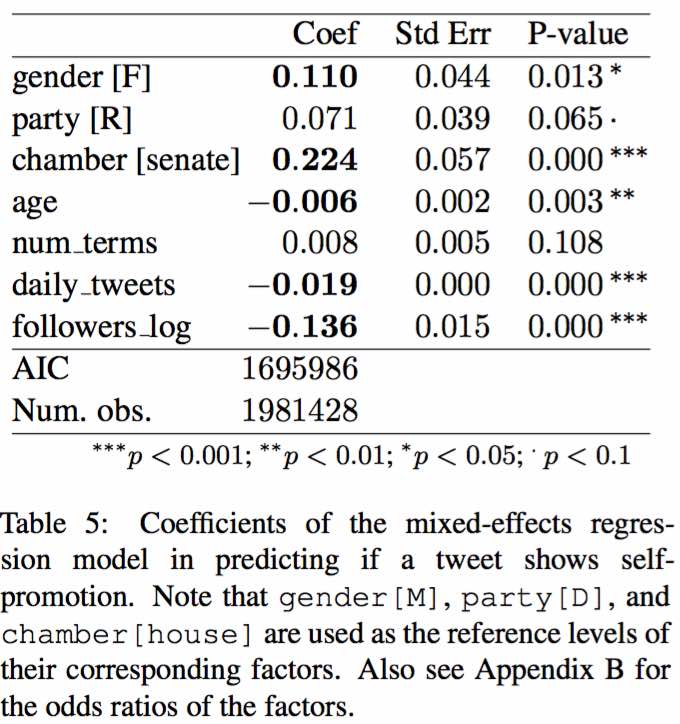 Coef Std Err P-value
gender [F] 0.110 0.044 0.013 *
party [R] 0.071 0.039 0.065 ·
chamber [senate] 0.224 0.057 0.000 ***
age −0.006 0.002 0.003 **
num_terms 0.008 0.005 0.108
daily_tweets −0.019 0.000 0.000 ***
followers_log −0.136 0.015 0.000 ***
AIC 1695986
Num. obs. 1981428
***p < 0.001; **p < 0.01; *p < 0.05; · p < 0.1
Table 5: Coefficients of the mixed-effects regres-
sion model in predicting if a tweet shows self-
promotion. Note that gender[M], party[D], and
chamber[house] are used as the reference levels of
their corresponding factors. Also see Appendix B for
the odds ratios of the factors.